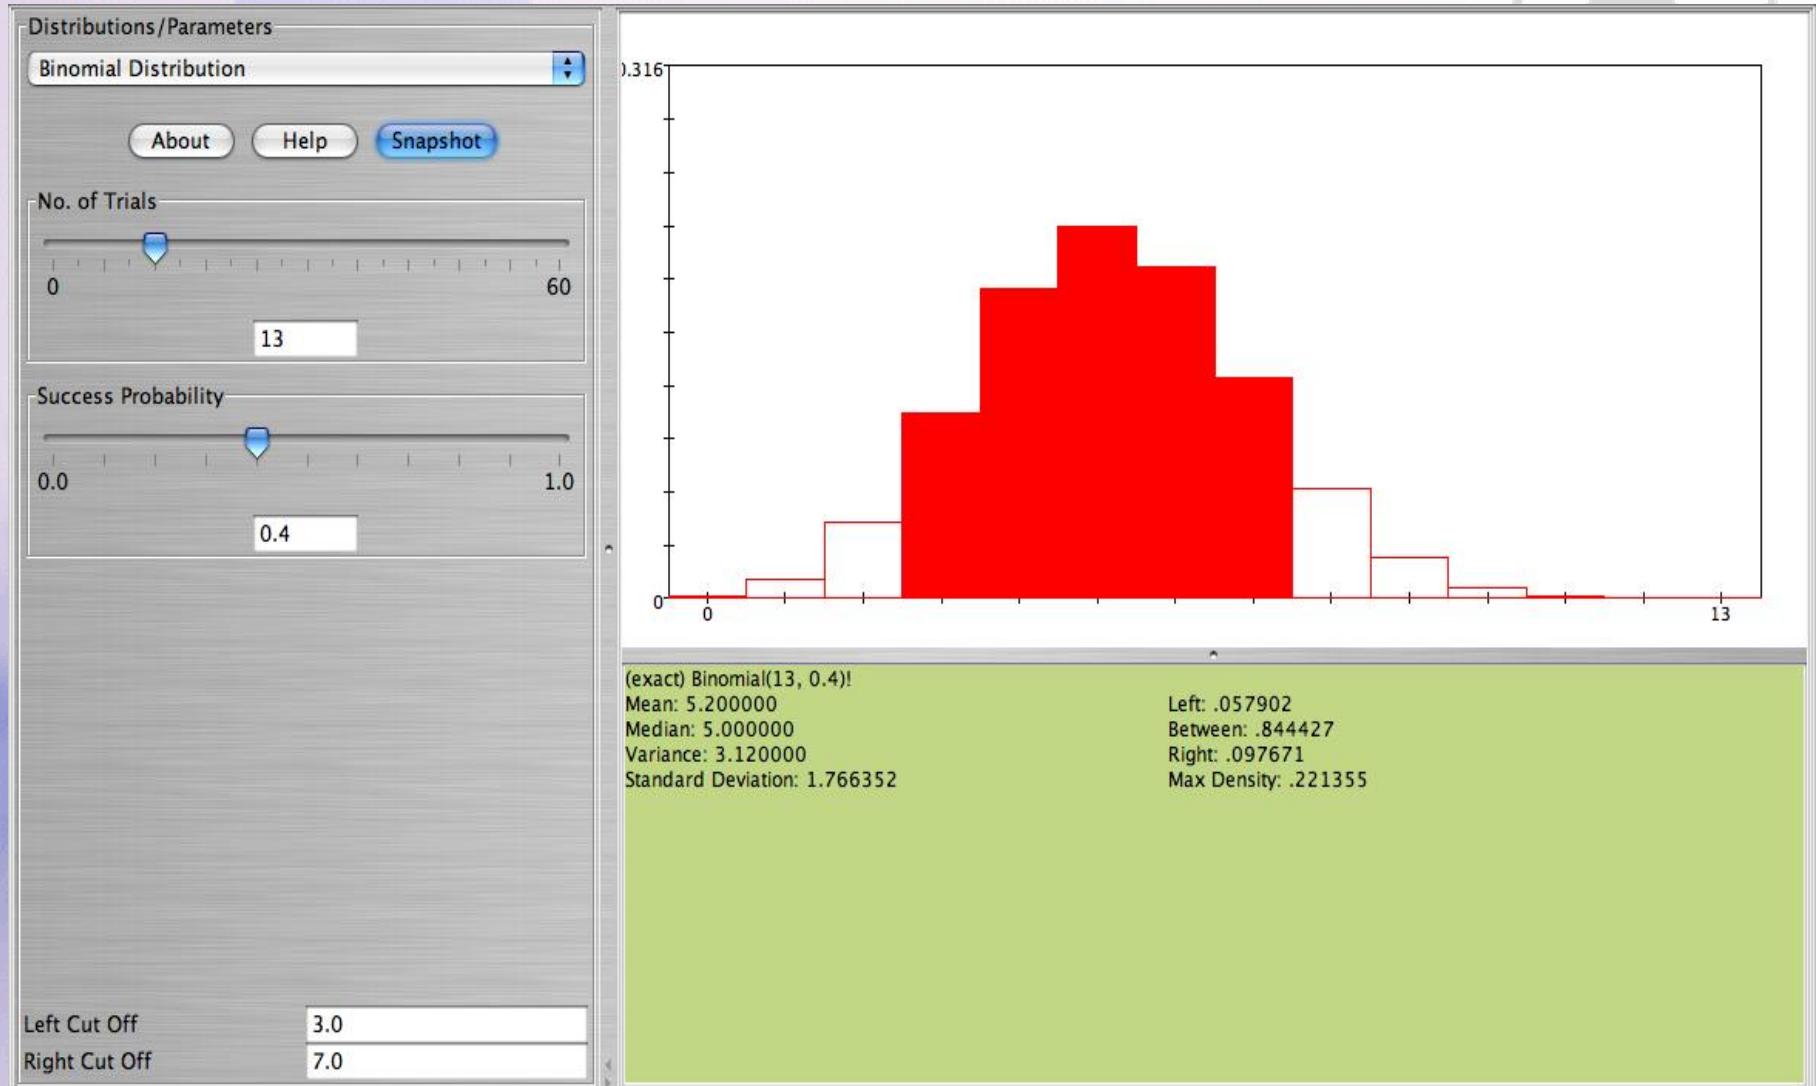 Distributions/Parameters
Binomial Distribution
About Help Snapshot
No. of Trials
0 60
13
Success Probability
0.0 1.0
0.4
Left Cut Off 3.0
Right Cut Off 7.0
0.316
0
0 13
(exact) Binomial(13, 0.4)!
Mean: 5.200000 Left: .057902
Median: 5.000000 Between: .844427
Variance: 3.120000 Right: .097671
Standard Deviation: 1.766352 Max Density: .221355